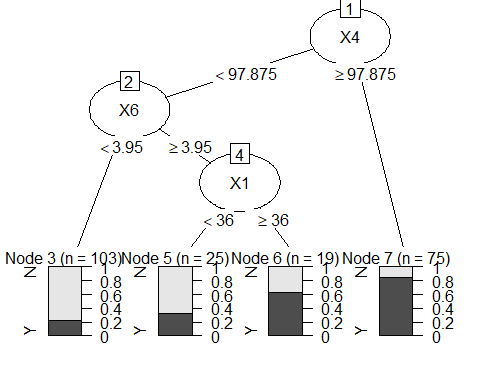 1
X4
< 97.875
≥ 97.875
2
X6
< 3.95
≥ 3.95
4
X1
< 36
≥ 36
Node 3 (n = 103)
Node 5 (n = 25)
Node 6 (n = 19)
Node 7 (n = 75)
N
Y
1
0.8
0.6
0.4
0.2
0
N
Y
1
0.8
0.6
0.4
0.2
0
N
Y
1
0.8
0.6
0.4
0.2
0
N
Y
1
0.8
0.6
0.4
0.2
0